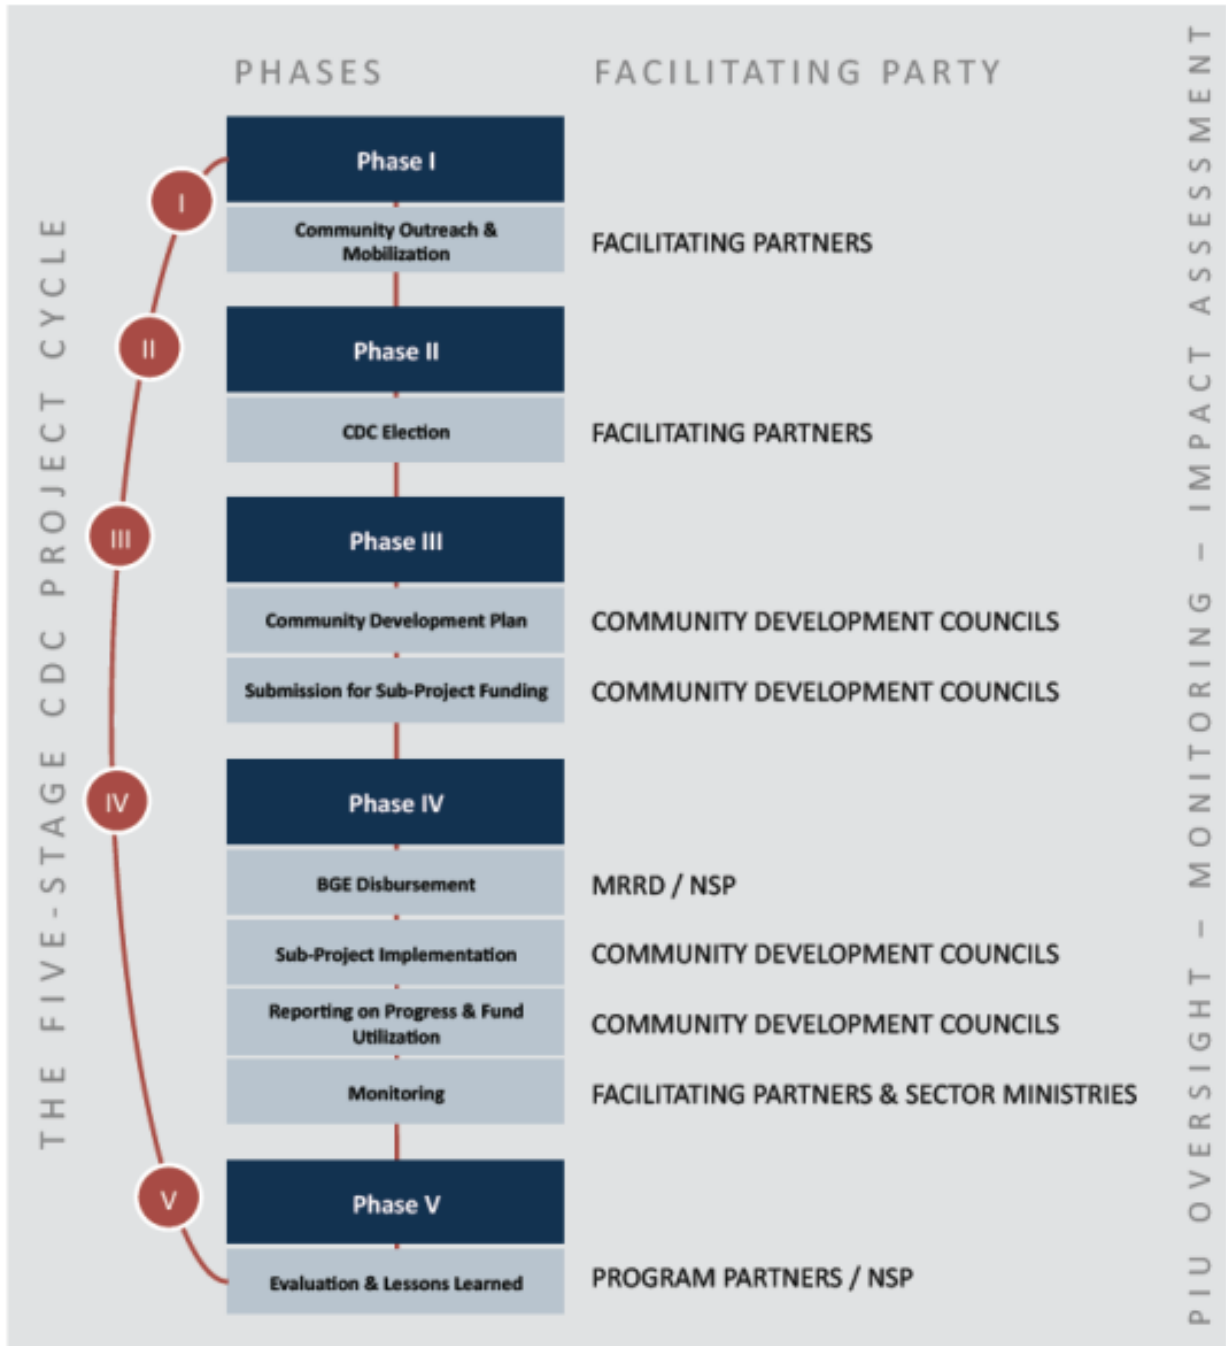 PHASES
FACILITATING PARTY
THE FIVE-STAGE CDC PROJECT CYCLE
I
Phase I
Community Outreach &
Mobilization
FACILITATING PARTNERS
II
Phase II
CDC Election
FACILITATING PARTNERS
III
Phase III
Community Development Plan
COMMUNITY DEVELOPMENT COUNCILS
Submission for Sub-Project Funding
COMMUNITY DEVELOPMENT COUNCILS
IV
Phase IV
BGE Disbursement
MRRD / NSP
Sub-Project Implementation
COMMUNITY DEVELOPMENT COUNCILS
Reporting on Progress & Fund
Utilization
COMMUNITY DEVELOPMENT COUNCILS
Monitoring
FACILITATING PARTNERS & SECTOR MINISTRIES
V
Phase V
Evaluation & Lessons Learned
PROGRAM PARTNERS / NSP
PIU OVERSIGHT – MONITORING – IMPACT ASSESSMENT